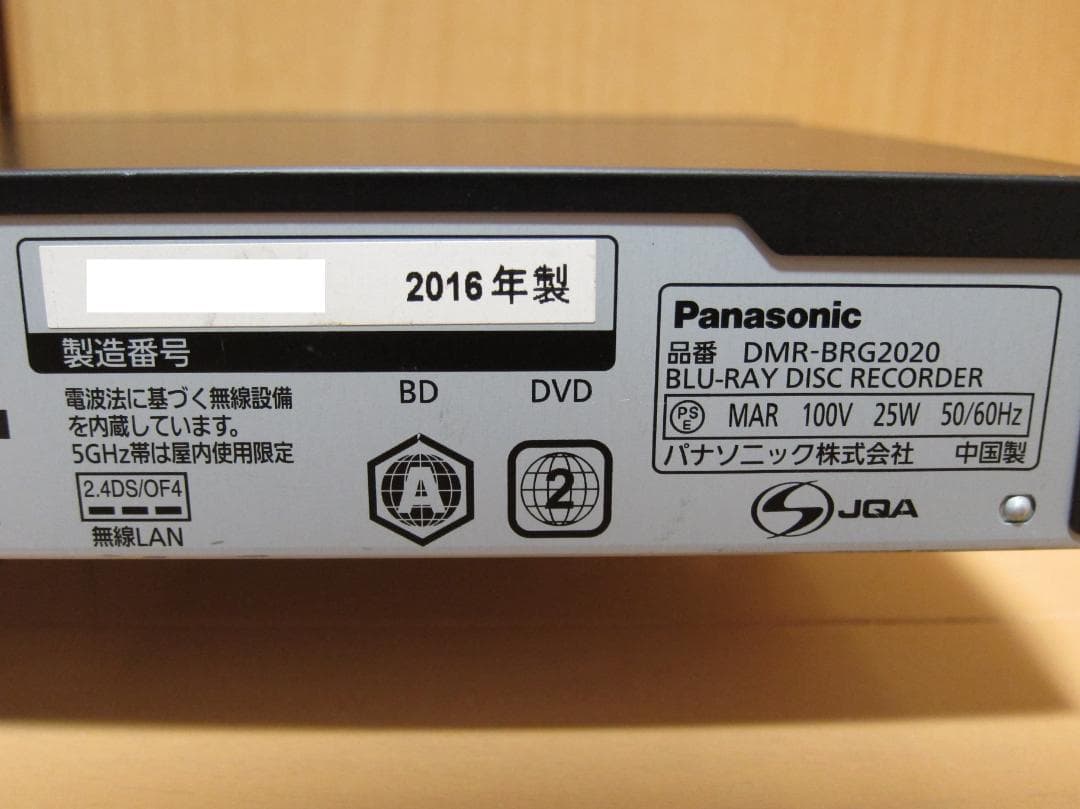 2016年製
製造番号
電波法に基づく無線設備
を内蔵しています。
5GHz帯は屋内使用限定
2.4DS/OF4
無線LAN
BD
DVD
A
2
Panasonic
品番 DMR-BRG2020
BLU-RAY DISC RECORDER
PSE MAR 100V 25W 50/60Hz
パナソニック株式会社 中国製
JQA